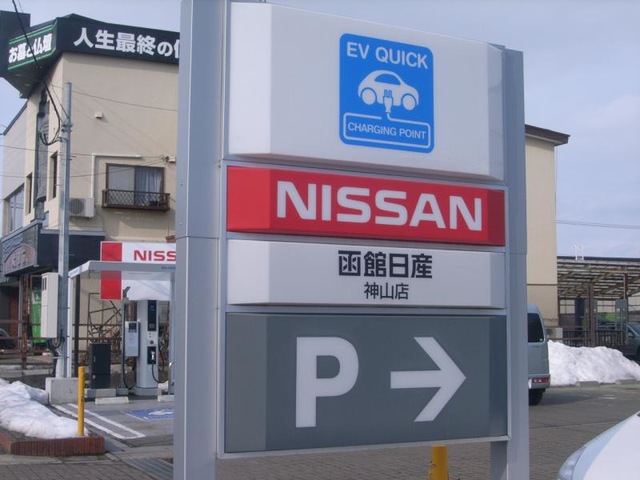 お墓と仏壇
人生最終の
EV QUICK
CHARGING POINT
NISSAN
NISS
函館日産
神山店
P →